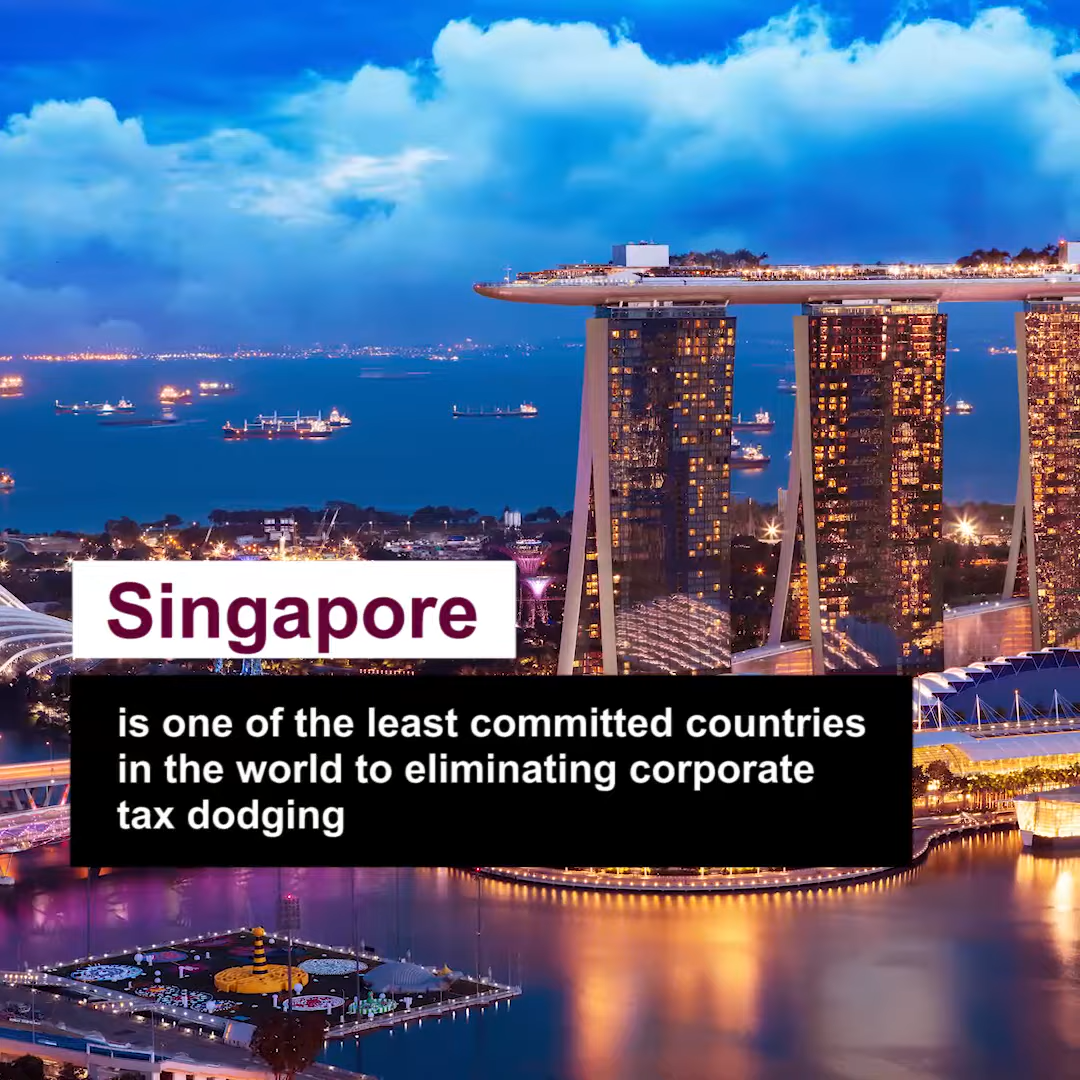 Singapore
is one of the least committed countries
in the world to eliminating corporate
tax dodging